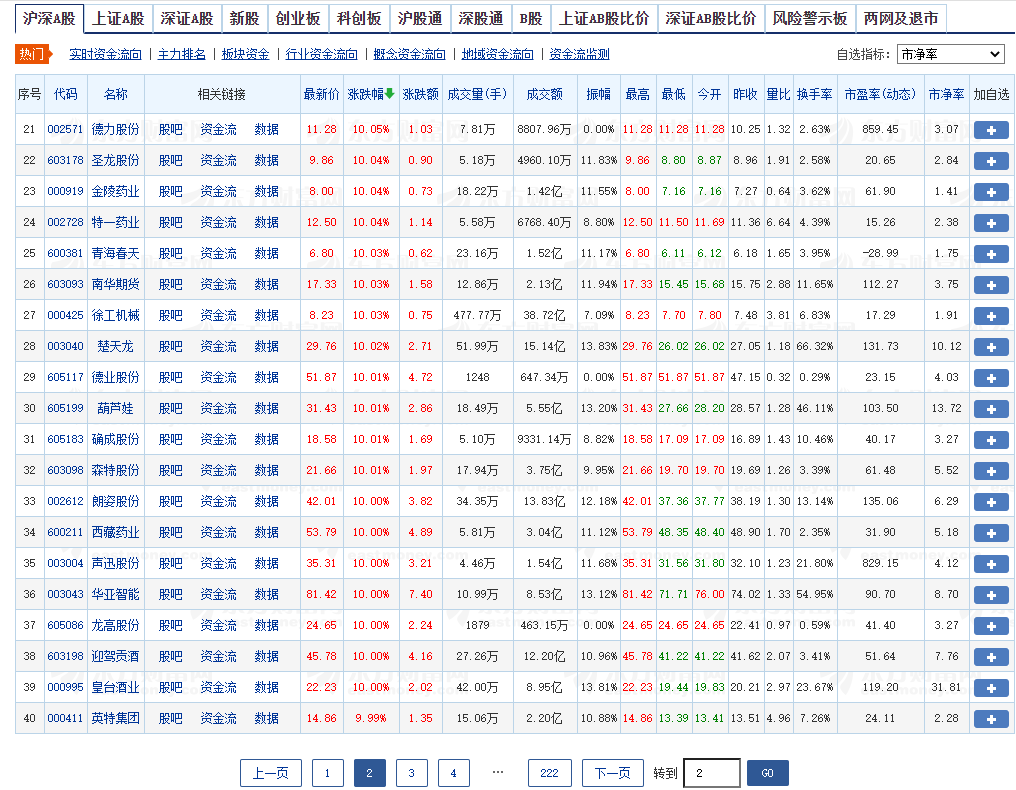 沪深A股 上证A股 深证A股 新股 创业板 科创板 沪股通 深股通 B股 上证AB股比价 深证AB股比价 风险警示板 两网及退市
热门 实时资金流向 | 主力排名 | 板块资金 | 行业资金流向 | 概念资金流向 | 地域资金流向 | 资金流监测 自选指标: 市净率
序号 代码 名称 相关链接 最新价 涨跌幅 涨跌额 成交量(手) 成交额 振幅 最高 最低 今开 昨收 量比 换手率 市盈率(动态) 市净率 加自选
21 002571 德力股份 股吧 资金流 数据 11.28 10.05% 1.03 7.81万 8807.96万 0.00% 11.28 11.28 11.28 10.25 1.32 2.63% 859.45 3.07
22 603178 圣龙股份 股吧 资金流 数据 9.86 10.04% 0.90 5.18万 4960.10万 11.83% 9.86 8.80 8.87 8.96 1.91 2.58% 20.65 2.84
23 000919 金陵药业 股吧 资金流 数据 8.00 10.04% 0.73 18.22万 1.42亿 11.55% 8.00 7.16 7.16 7.27 0.64 3.62% 61.90 1.41
24 002728 特一药业 股吧 资金流 数据 12.50 10.04% 1.14 5.58万 6768.40万 8.80% 12.50 11.50 11.69 11.36 6.64 4.39% 15.26 2.38
25 600381 青海春天 股吧 资金流 数据 6.80 10.03% 0.62 23.16万 1.52亿 11.17% 6.80 6.11 6.12 6.18 1.65 3.95% -28.99 1.75
26 603093 南华期货 股吧 资金流 数据 17.33 10.03% 1.58 12.86万 2.13亿 11.94% 17.33 15.45 15.68 15.75 2.88 11.65% 112.27 3.75
27 000425 徐工机械 股吧 资金流 数据 8.23 10.03% 0.75 477.77万 38.72亿 7.09% 8.23 7.70 7.80 7.48 3.81 6.83% 17.29 1.91
28 003040 楚天龙 股吧 资金流 数据 29.76 10.02% 2.71 51.99万 15.14亿 13.83% 29.76 26.02 26.02 27.05 1.18 66.32% 131.73 10.12
29 605117 德业股份 股吧 资金流 数据 51.87 10.01% 4.72 1248 647.34万 0.00% 51.87 51.87 51.87 47.15 0.32 0.29% 23.15 4.03
30 605199 葫芦娃 股吧 资金流 数据 31.43 10.01% 2.86 18.49万 5.55亿 13.20% 31.43 27.66 28.20 28.57 1.28 46.11% 103.50 13.72
31 605183 确成股份 股吧 资金流 数据 18.58 10.01% 1.69 5.10万 9331.14万 8.82% 18.58 17.09 17.09 16.89 1.43 10.46% 40.17 3.27
32 603098 森特股份 股吧 资金流 数据 21.66 10.01% 1.97 17.94万 3.75亿 9.95% 21.66 19.70 19.70 19.69 1.26 3.39% 61.48 5.52
33 002612 朗姿股份 股吧 资金流 数据 42.01 10.00% 3.82 34.35万 13.83亿 12.18% 42.01 37.36 37.77 38.19 1.30 13.14% 135.06 6.29
34 600211 西藏药业 股吧 资金流 数据 53.79 10.00% 4.89 5.81万 3.04亿 11.12% 53.79 48.35 48.40 48.90 1.70 2.35% 31.90 5.18
35 003004 声迅股份 股吧 资金流 数据 35.31 10.00% 3.21 4.46万 1.54亿 11.68% 35.31 31.56 31.80 32.10 1.23 21.80% 829.15 4.12
36 003043 华亚智能 股吧 资金流 数据 81.42 10.00% 7.40 10.99万 8.53亿 13.12% 81.42 71.71 76.00 74.02 1.33 54.95% 90.70 8.70
37 605086 龙高股份 股吧 资金流 数据 24.65 10.00% 2.24 1879 463.15万 0.00% 24.65 24.65 24.65 22.41 0.97 0.59% 41.40 3.27
38 603198 迎驾贡酒 股吧 资金流 数据 45.78 10.00% 4.16 27.26万 12.20亿 10.96% 45.78 41.22 41.22 41.62 2.07 3.41% 51.64 7.76
39 000995 皇台酒业 股吧 资金流 数据 22.23 10.00% 2.02 42.00万 8.95亿 13.81% 22.23 19.44 19.83 20.21 2.97 23.67% 119.20 31.81
40 000411 英特集团 股吧 资金流 数据 14.86 9.99% 1.35 15.06万 2.20亿 10.88% 14.86 13.39 13.41 13.51 4.96 7.26% 24.11 2.28
上一页 1 2 3 4 … 222 下一页 转到 2 GO